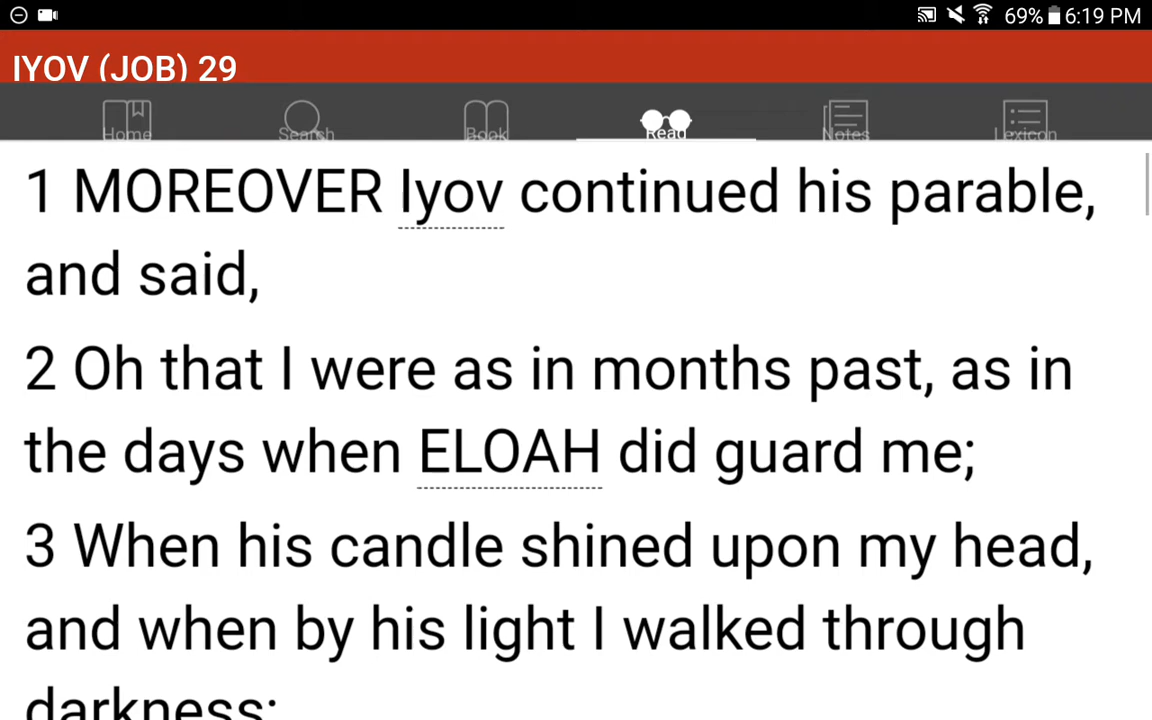 69% 6:19 PM
IYOV (JOB) 29
Home Search Book Read Notes Lexicon
1 MOREOVER Iyov continued his parable,
and said,
2 Oh that I were as in months past, as in
the days when ELOAH did guard me;
3 When his candle shined upon my head,
and when by his light I walked through
darkness;